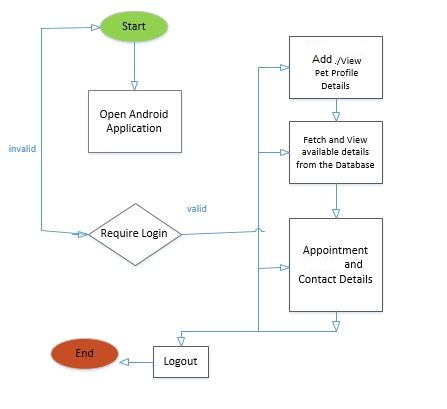 Start
Open Android
Application
invalid
Require Login
valid
Add ./View
Pet Profile
Details
Fetch and View
available details
from the Database
Appointment
and
Contact Details
Logout
End